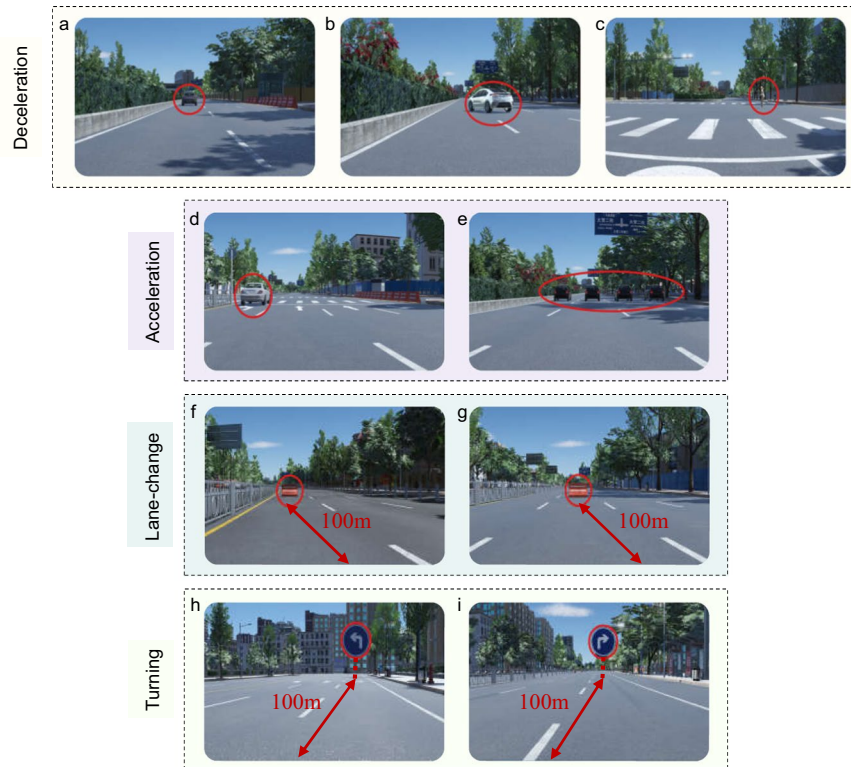 Deceleration
a
b
c
Acceleration
d
e
Lane-change
f
100m
g
100m
Turning
h
100m
i
100m